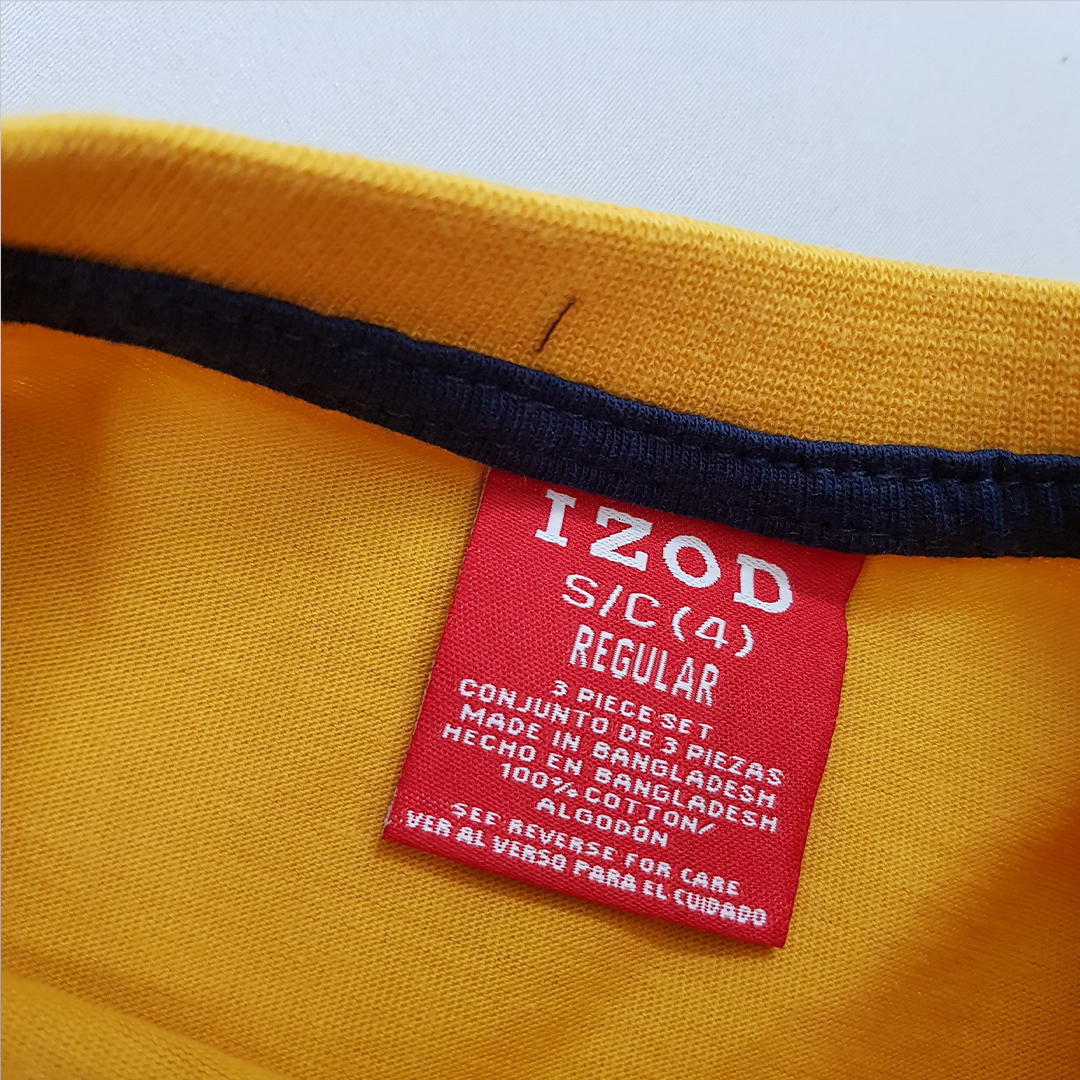 IZOD
S/C (4)
REGULAR
3 PIECE SET
CONJUNTO DE 3 PIEZAS
MADE IN BANGLADESH
HECHO EN BANGLADESH
100% COTTON/
ALGODÓN
SEE REVERSE FOR CARE
VER AL VERSO PARA EL CUIDADO